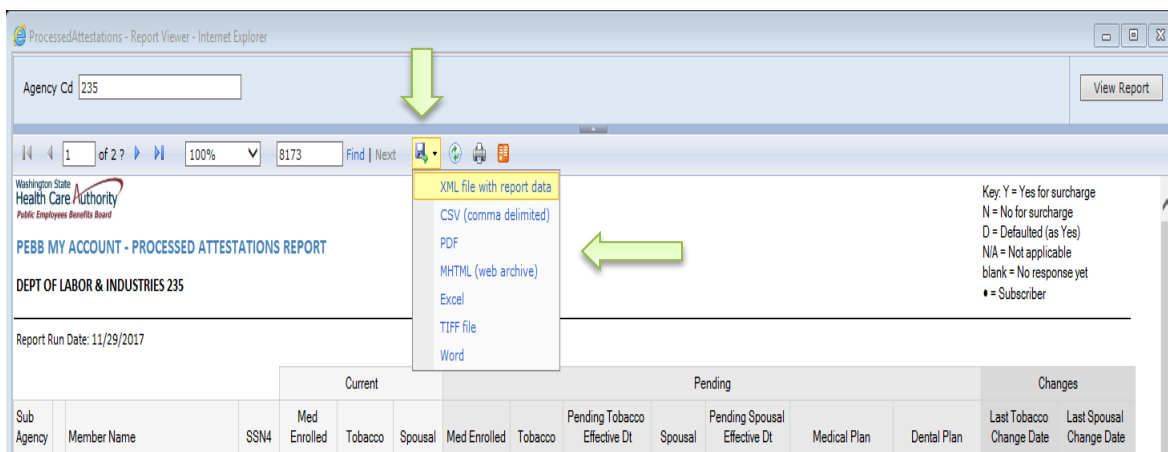 ProcessedAttestations - Report Viewer - Internet Explorer
Agency Cd 235
View Report
1 of 2 ? 100% 8173 Find | Next
Washington State
Health Care Authority
Public Employees Benefits Board
PEBB MY ACCOUNT - PROCESSED ATTESTATIONS REPORT
DEPT OF LABOR & INDUSTRIES 235
Report Run Date: 11/29/2017
XML file with report data
CSV (comma delimited)
PDF
MHTML (web archive)
Excel
TIFF file
Word
Key: Y = Yes for surcharge
N = No for surcharge
D = Defaulted (as Yes)
N/A = Not applicable
blank = No response yet
• = Subscriber
Current Pending Changes
Sub Agency Member Name SSN4 Med Enrolled Tobacco Spousal Med Enrolled Tobacco Pending Tobacco Effective Dt Spousal Pending Spousal Effective Dt Medical Plan Dental Plan Last Tobacco Change Date Last Spousal Change Date